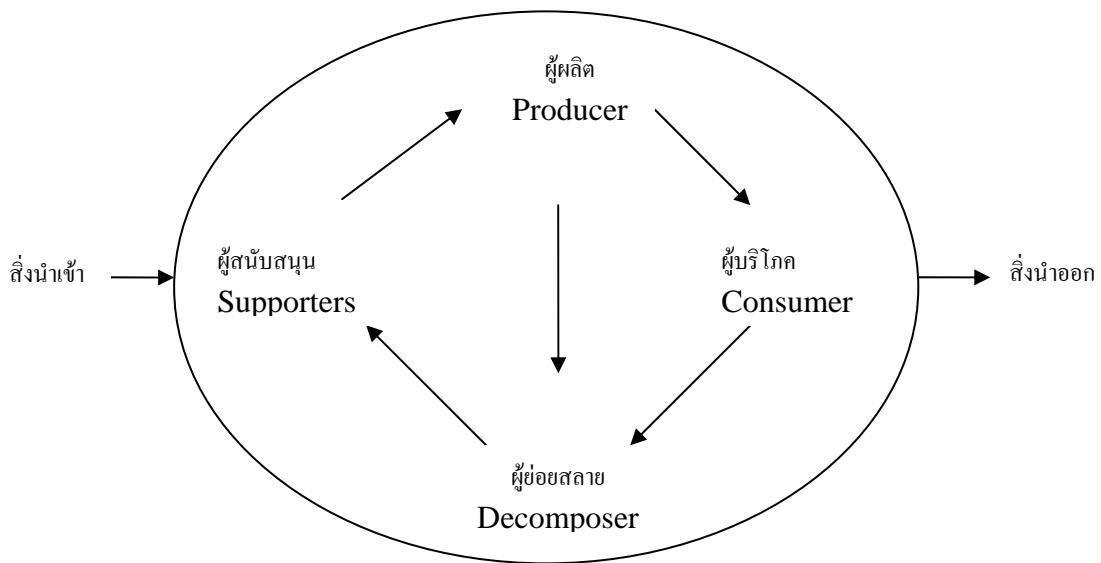 ผู้ผลิต
Producer
สิ่งนำเข้า
ผู้สนับสนุน
Supporters
ผู้บริโภค
Consumer
สิ่งนำออก
ผู้ย่อยสลาย
Decomposer